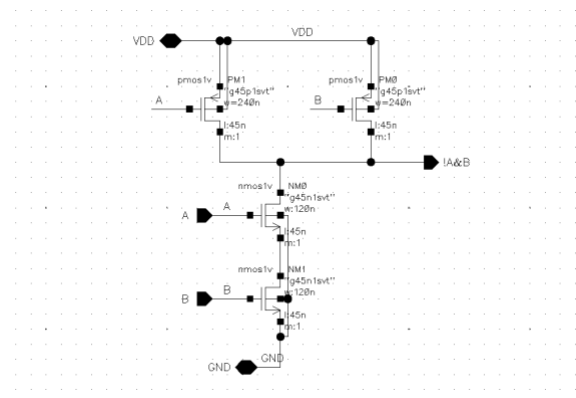 VDD
VDD
pmos1v PM1
"g45p1svt"
A
w=240n
l:45n
m:1
pmos1v PM0
"g45p1svt"
B
w=240n
l:45n
m:1
!A&B
nmos1v NM0
"g45n1svt"
A A
w:120n
l:45n
m:1
nmos1v NM1
"g45n1svt"
B B
w:120n
l:45n
m:1
GND
GND